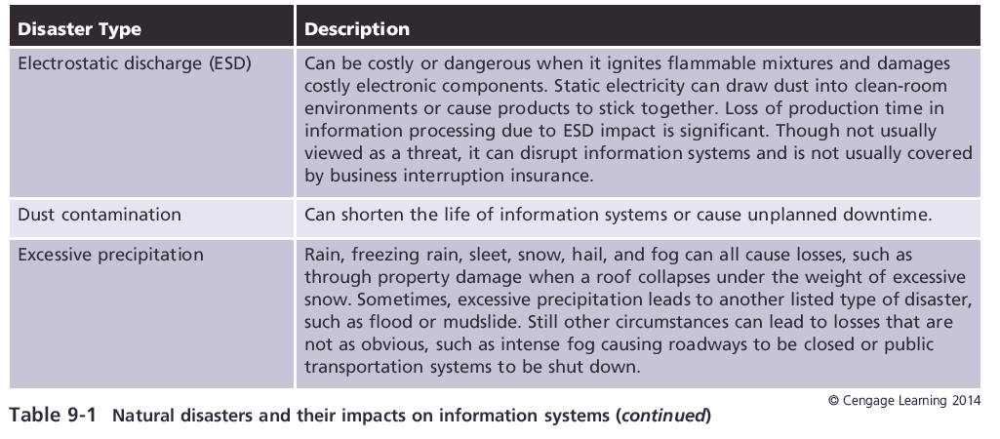 Disaster Type Description
Electrostatic discharge (ESD) Can be costly or dangerous when it ignites flammable mixtures and damages
costly electronic components. Static electricity can draw dust into clean-room
environments or cause products to stick together. Loss of production time in
information processing due to ESD impact is significant. Though not usually
viewed as a threat, it can disrupt information systems and is not usually covered
by business interruption insurance.
Dust contamination Can shorten the life of information systems or cause unplanned downtime.
Excessive precipitation Rain, freezing rain, sleet, snow, hail, and fog can all cause losses, such as
through property damage when a roof collapses under the weight of excessive
snow. Sometimes, excessive precipitation leads to another listed type of disaster,
such as flood or mudslide. Still other circumstances can lead to losses that are
not as obvious, such as intense fog causing roadways to be closed or public
transportation systems to be shut down.
© Cengage Learning 2014
Table 9-1 Natural disasters and their impacts on information systems (continued)